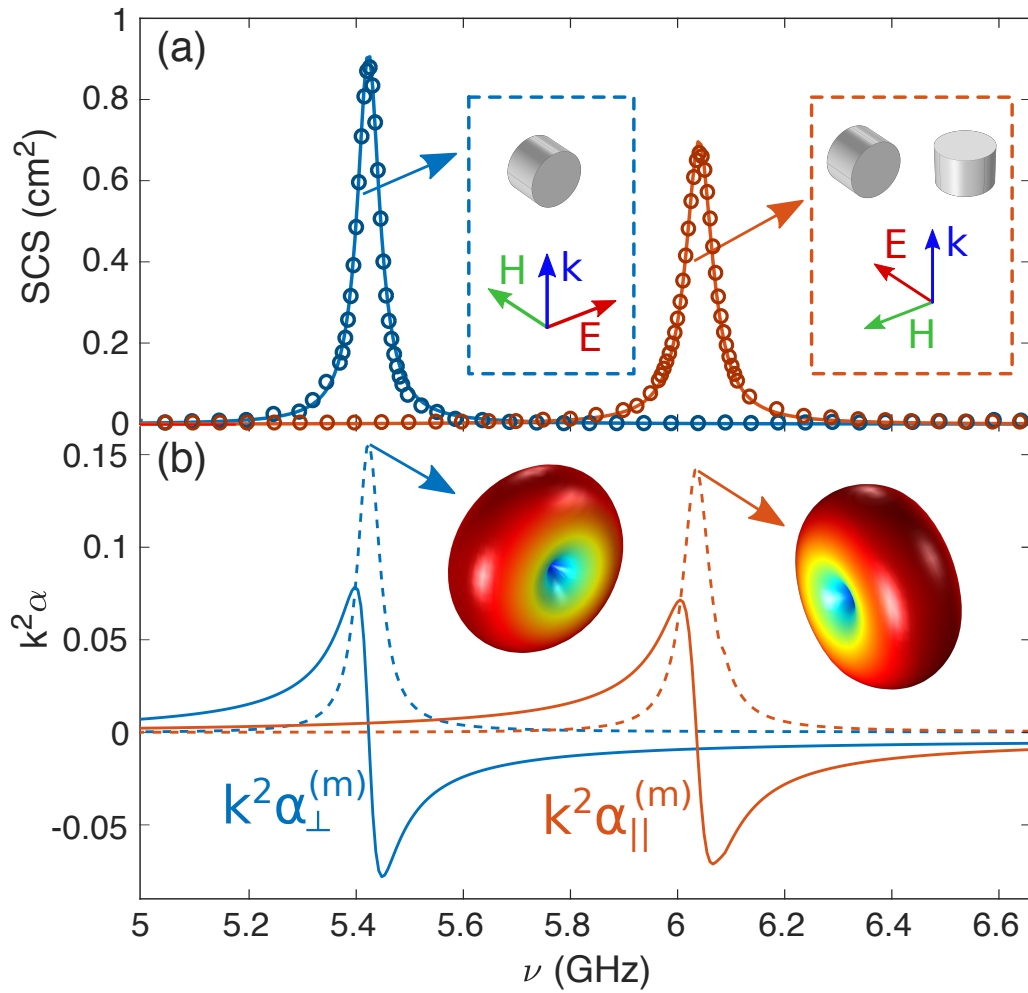 (a)
1
0.8
0.6
0.4
0.2
0
SCS (cm²)
H k E
E k H
(b)
0.15
0.1
0.05
0
-0.05
k²α
k²α⊥⁽ᵐ⁾
k²α||⁽ᵐ⁾
5 5.2 5.4 5.6 5.8 6 6.2 6.4 6.6
ν (GHz)